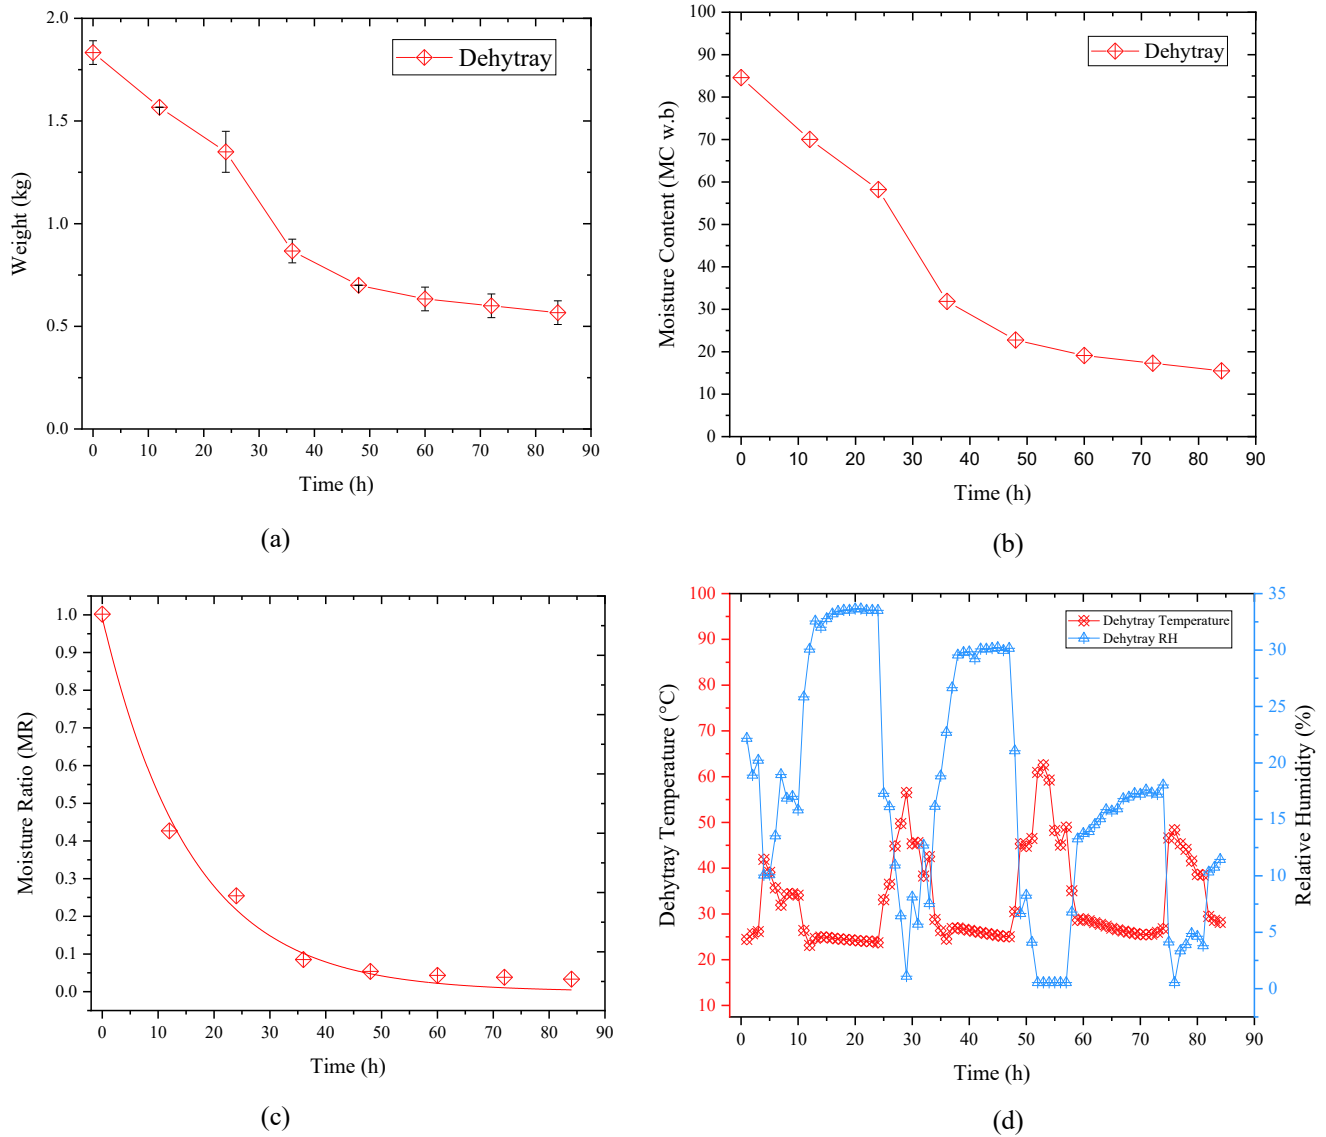 2.0
1.5
1.0
0.5
0.0
0 10 20 30 40 50 60 70 80 90
Weight (kg)
Time (h)
Dehytray
(a)
100
90
80
70
60
50
40
30
20
10
0
0 10 20 30 40 50 60 70 80 90
Moisture Content (MC w.b)
Time (h)
Dehytray
(b)
1.0
0.9
0.8
0.7
0.6
0.5
0.4
0.3
0.2
0.1
0.0
0 10 20 30 40 50 60 70 80 90
Moisture Ratio (MR)
Time (h)
(c)
100
90
80
70
60
50
40
30
20
10
Dehytray Temperature (°C)
Dehytray Temperature
Dehytray RH
35
30
25
20
15
10
5
0
Relative Humidity (%)
0 10 20 30 40 50 60 70 80 90
Time (h)
(d)